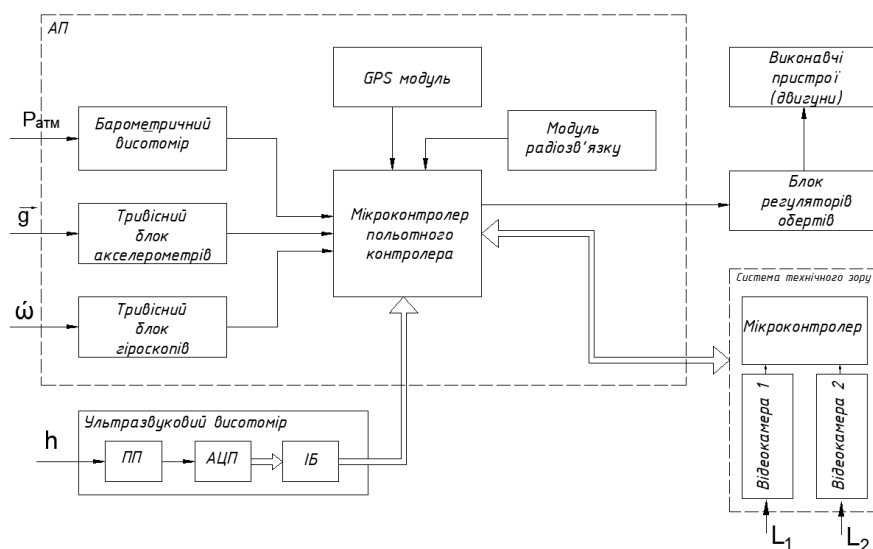 АП
GPS модуль
Виконавчі
пристрої
(двигуни)
Pатм
Барометричний
висотомір
Модуль
радіозв'язку
g
Тривісний
блок
акселерометрів
Мікроконтролер
польотного
контролера
Блок
регуляторів
обертів
ώ
Тривісний
блок
гіроскопів
Система технічного зору
Мікроконтролер
Відеокамера 1
Відеокамера 2
Ультразвуковий висотомір
h
ПП
АЦП
ІБ
L1
L2